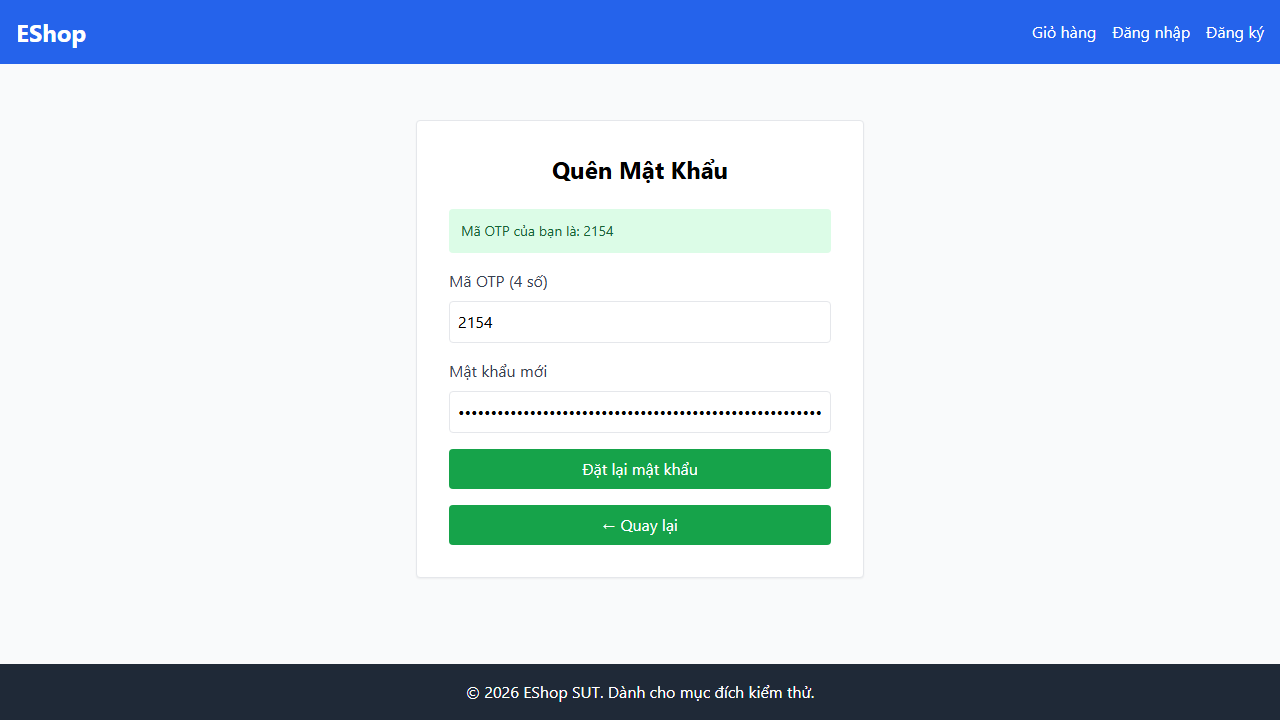 EShop
Giỏ hàng Đăng nhập Đăng ký
Quên Mật Khẩu
Mã OTP của bạn là: 2154
Mã OTP (4 số)
2154
Mật khẩu mới
Đặt lại mật khẩu
← Quay lại
© 2026 EShop SUT. Dành cho mục đích kiểm thử.